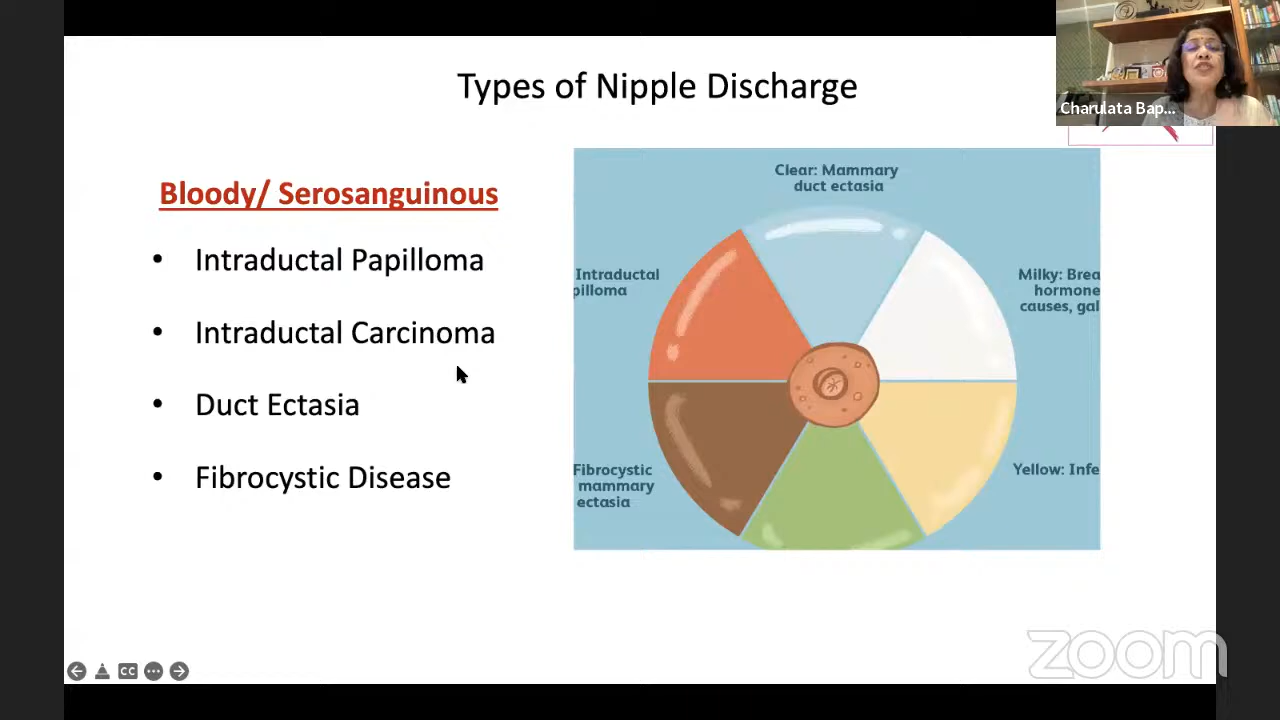 Types of Nipple Discharge
Charulata Bap...
Bloody/ Serosanguinous
• Intraductal Papilloma
• Intraductal Carcinoma
• Duct Ectasia
• Fibrocystic Disease
Clear: Mammary
duct ectasia
Intraductal
pilloma
Milky: Brea
hormone
causes, gal
Fibrocystic
mammary
ectasia
Yellow: Infe
CC
zoom